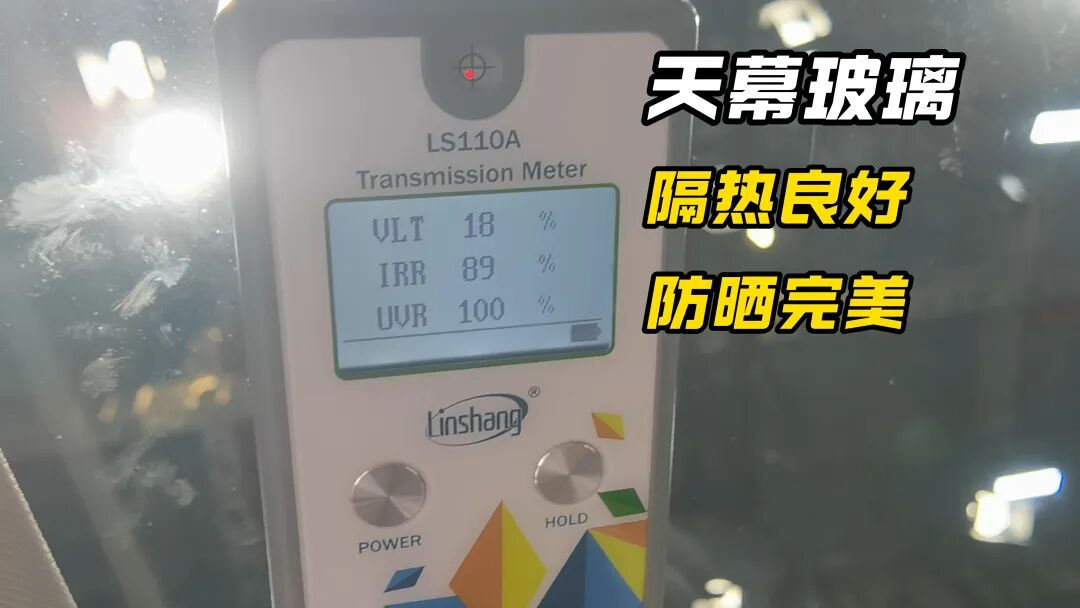 天幕玻璃
隔热良好
防晒完美
LS110A
Transmission Meter
VLT 18 %
IRR 89 %
UVR 100 %
Linshang®
POWER
HOLD